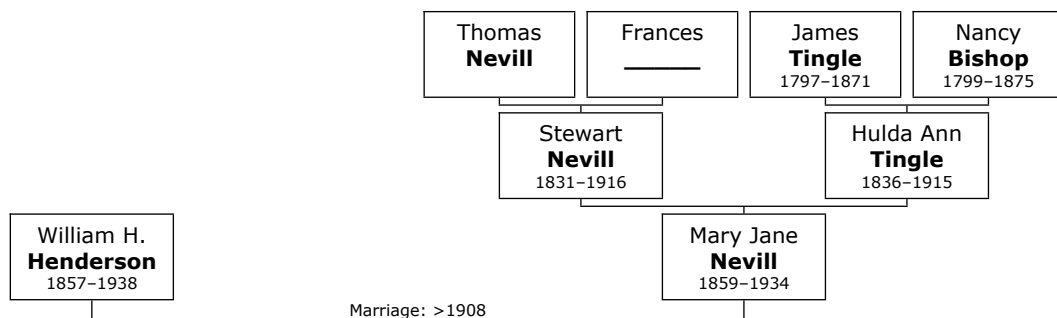 Thomas
Nevill
Frances
______
James
Tingle
1797–1871
Nancy
Bishop
1799–1875
Stewart
Nevill
1831–1916
Hulda Ann
Tingle
1836–1915
William H.
Henderson
1857–1938
Mary Jane
Nevill
1859–1934
Marriage: >1908